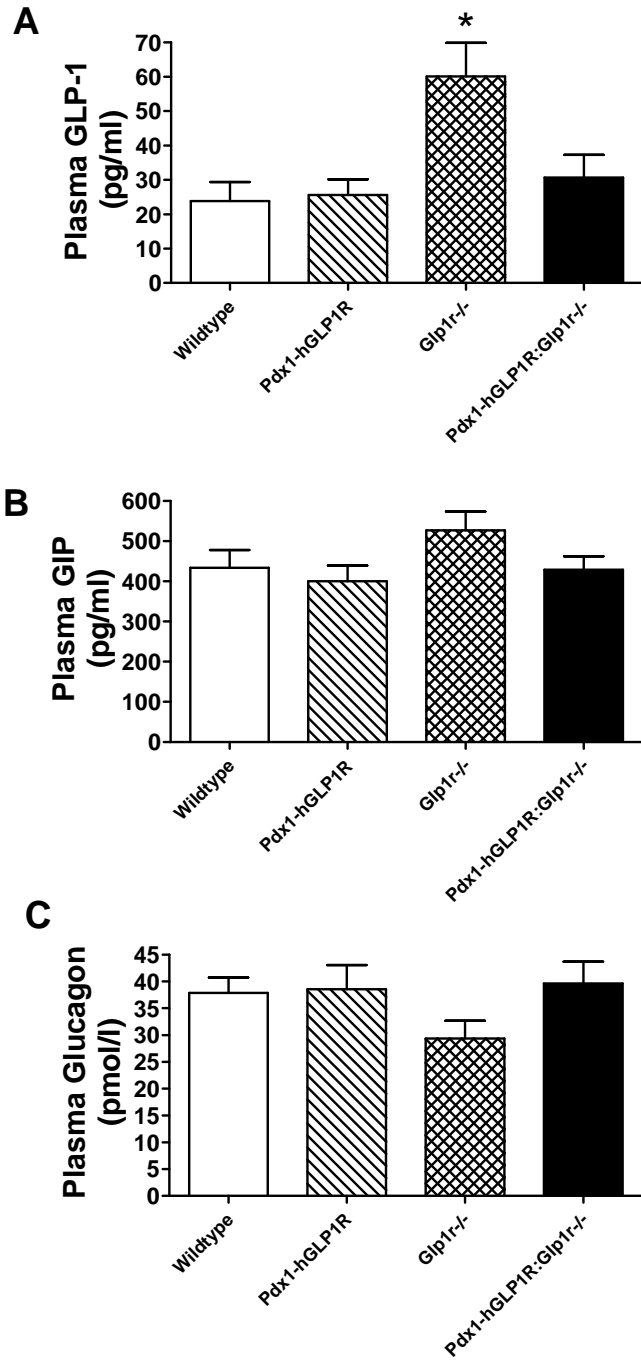 A
*
Plasma GLP-1
(pg/ml)
70
60
50
40
30
20
10
0
Wildtype
Pdx1-hGLP1R
Glp1r-/-
Pdx1-hGLP1R:Glp1r-/-
B
Plasma GIP
(pg/ml)
600
500
400
300
200
100
0
Wildtype
Pdx1-hGLP1R
Glp1r-/-
Pdx1-hGLP1R:Glp1r-/-
C
Plasma Glucagon
(pmol/l)
45
40
35
30
25
20
15
10
5
0
Wildtype
Pdx1-hGLP1R
Glp1r-/-
Pdx1-hGLP1R:Glp1r-/-